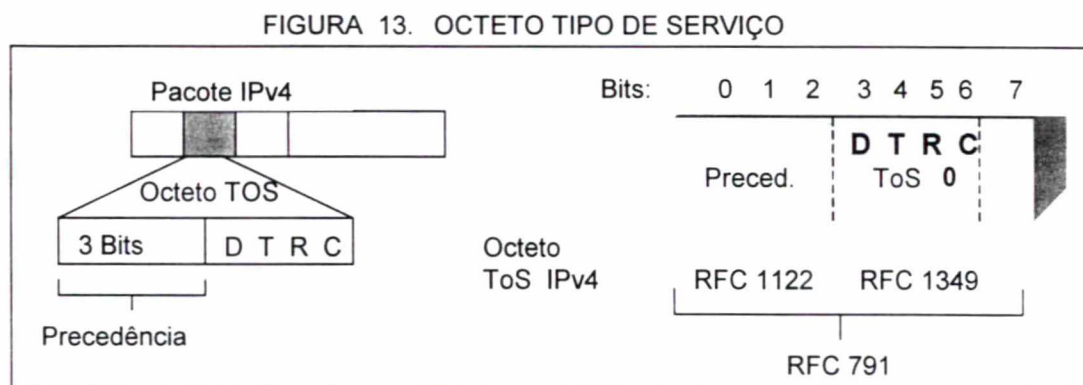 FIGURA 13. OCTETO TIPO DE SERVIÇO
Pacote IPv4
Octeto TOS
3 Bits D T R C
Precedência
Bits: 0 1 2 3 4 5 6 7
D T R C
Preced. ToS 0
Octeto
ToS IPv4 RFC 1122 RFC 1349
RFC 791